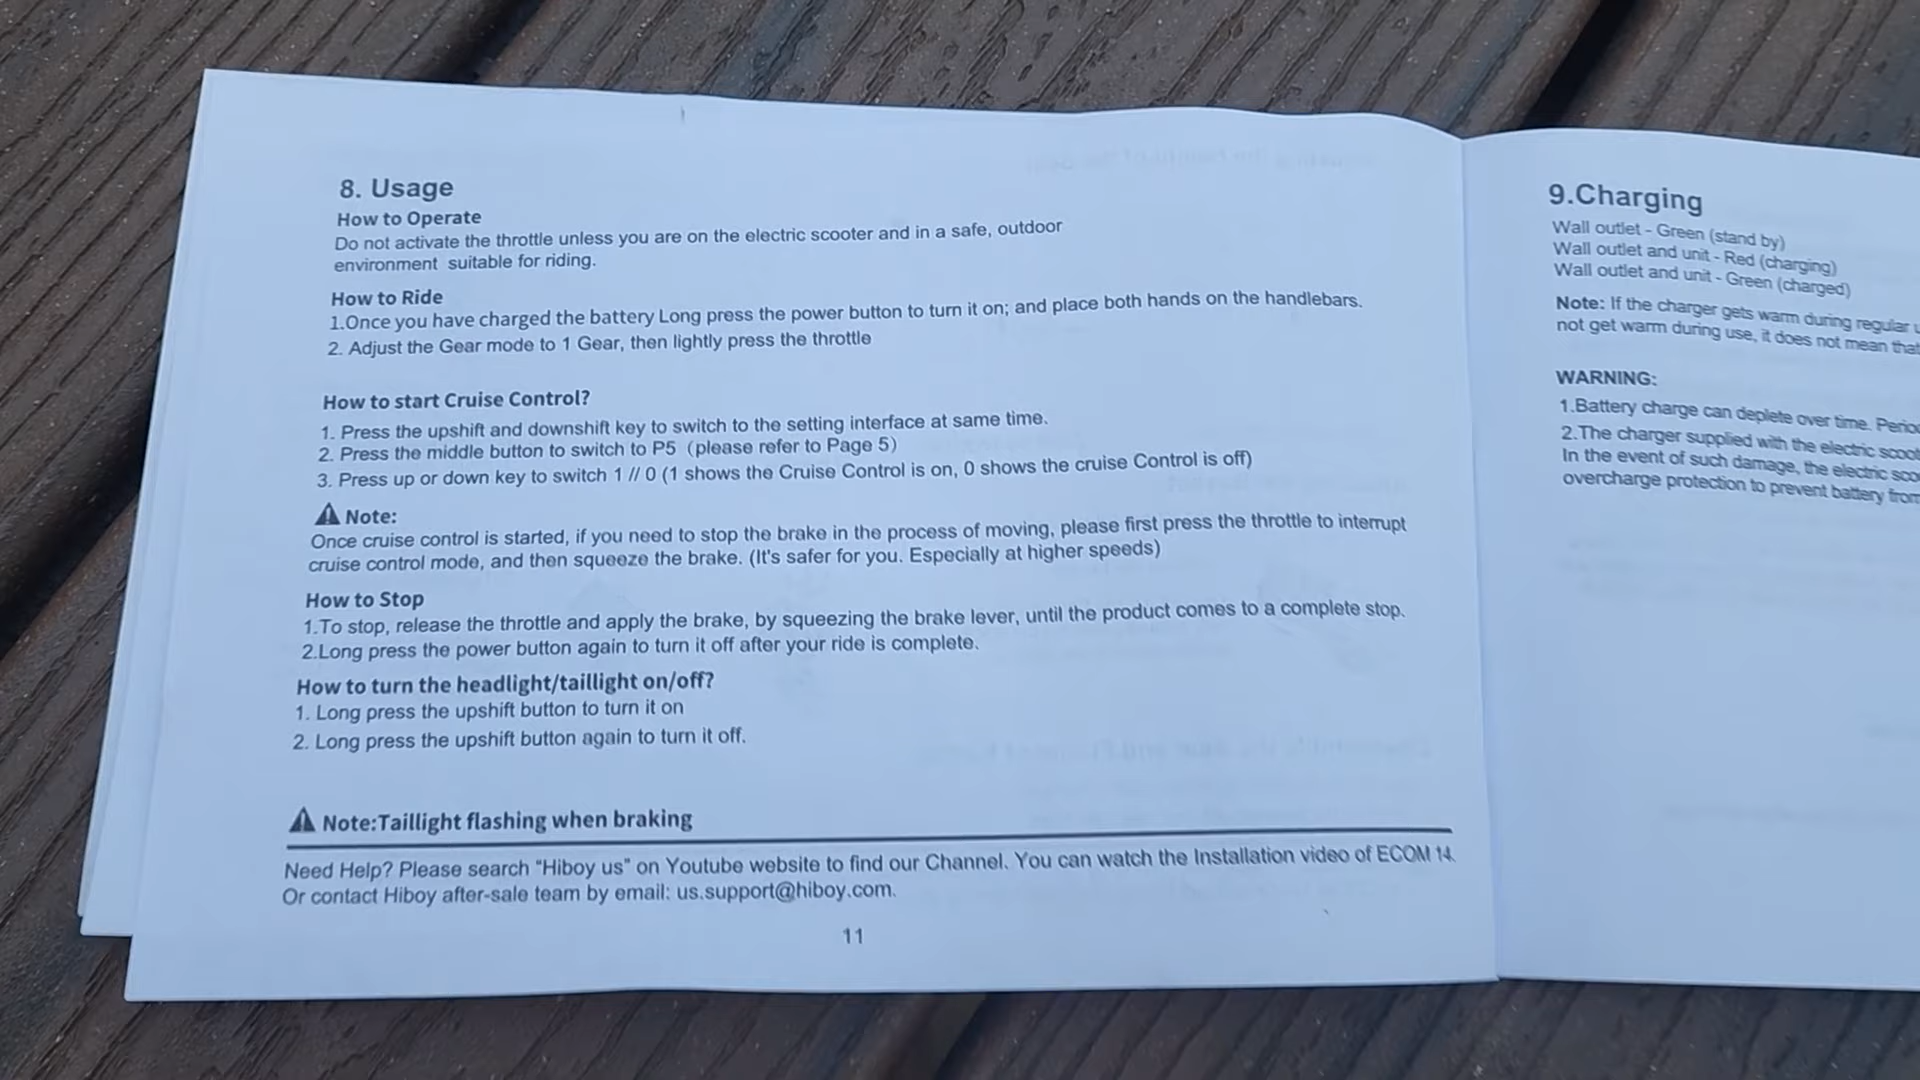 8. Usage
How to Operate
Do not activate the throttle unless you are on the electric scooter and in a safe, outdoor
environment suitable for riding.
How to Ride
1.Once you have charged the battery Long press the power button to turn it on; and place both hands on the handlebars.
2. Adjust the Gear mode to 1 Gear, then lightly press the throttle
How to start Cruise Control?
1. Press the upshift and downshift key to switch to the setting interface at same time.
2. Press the middle button to switch to P5 (please refer to Page 5)
3. Press up or down key to switch 1 // 0 (1 shows the Cruise Control is on, 0 shows the cruise Control is off)
Note:
Once cruise control is started, if you need to stop the brake in the process of moving, please first press the throttle to interrupt
cruise control mode, and then squeeze the brake. (It's safer for you. Especially at higher speeds)
How to Stop
1.To stop, release the throttle and apply the brake, by squeezing the brake lever, until the product comes to a complete stop.
2.Long press the power button again to turn it off after your ride is complete.
How to turn the headlight/taillight on/off?
1. Long press the upshift button to turn it on
2. Long press the upshift button again to turn it off.
Note:Taillight flashing when braking
Need Help? Please search “Hiboy us” on Youtube website to find our Channel. You can watch the Installation video of ECOM 14.
Or contact Hiboy after-sale team by email: us.support@hiboy.com.
11
9.Charging
Wall outlet - Green (stand by)
Wall outlet and unit - Red (charging)
Wall outlet and unit - Green (charged)
Note: If the charger gets warm during regular
not get warm during use, it does not mean that
WARNING:
1.Battery charge can deplete over time.
2.The charger supplied with the electric
In the event of such damage, the electric
overcharge protection to prevent battery from